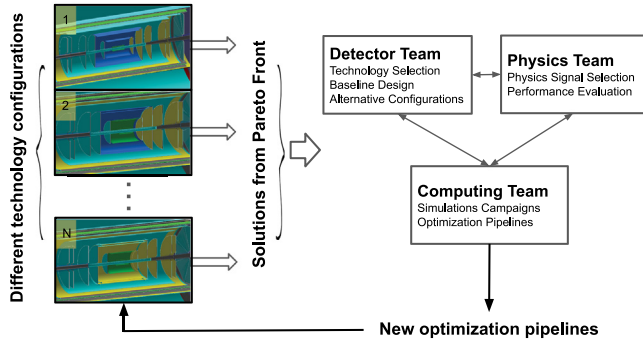 Different technology configurations
1
2
N
Solutions from Pareto Front
Detector Team
Technology Selection
Baseline Design
Alternative Configurations
Physics Team
Physics Signal Selection
Performance Evaluation
Computing Team
Simulations Campaigns
Optimization Pipelines
New optimization pipelines